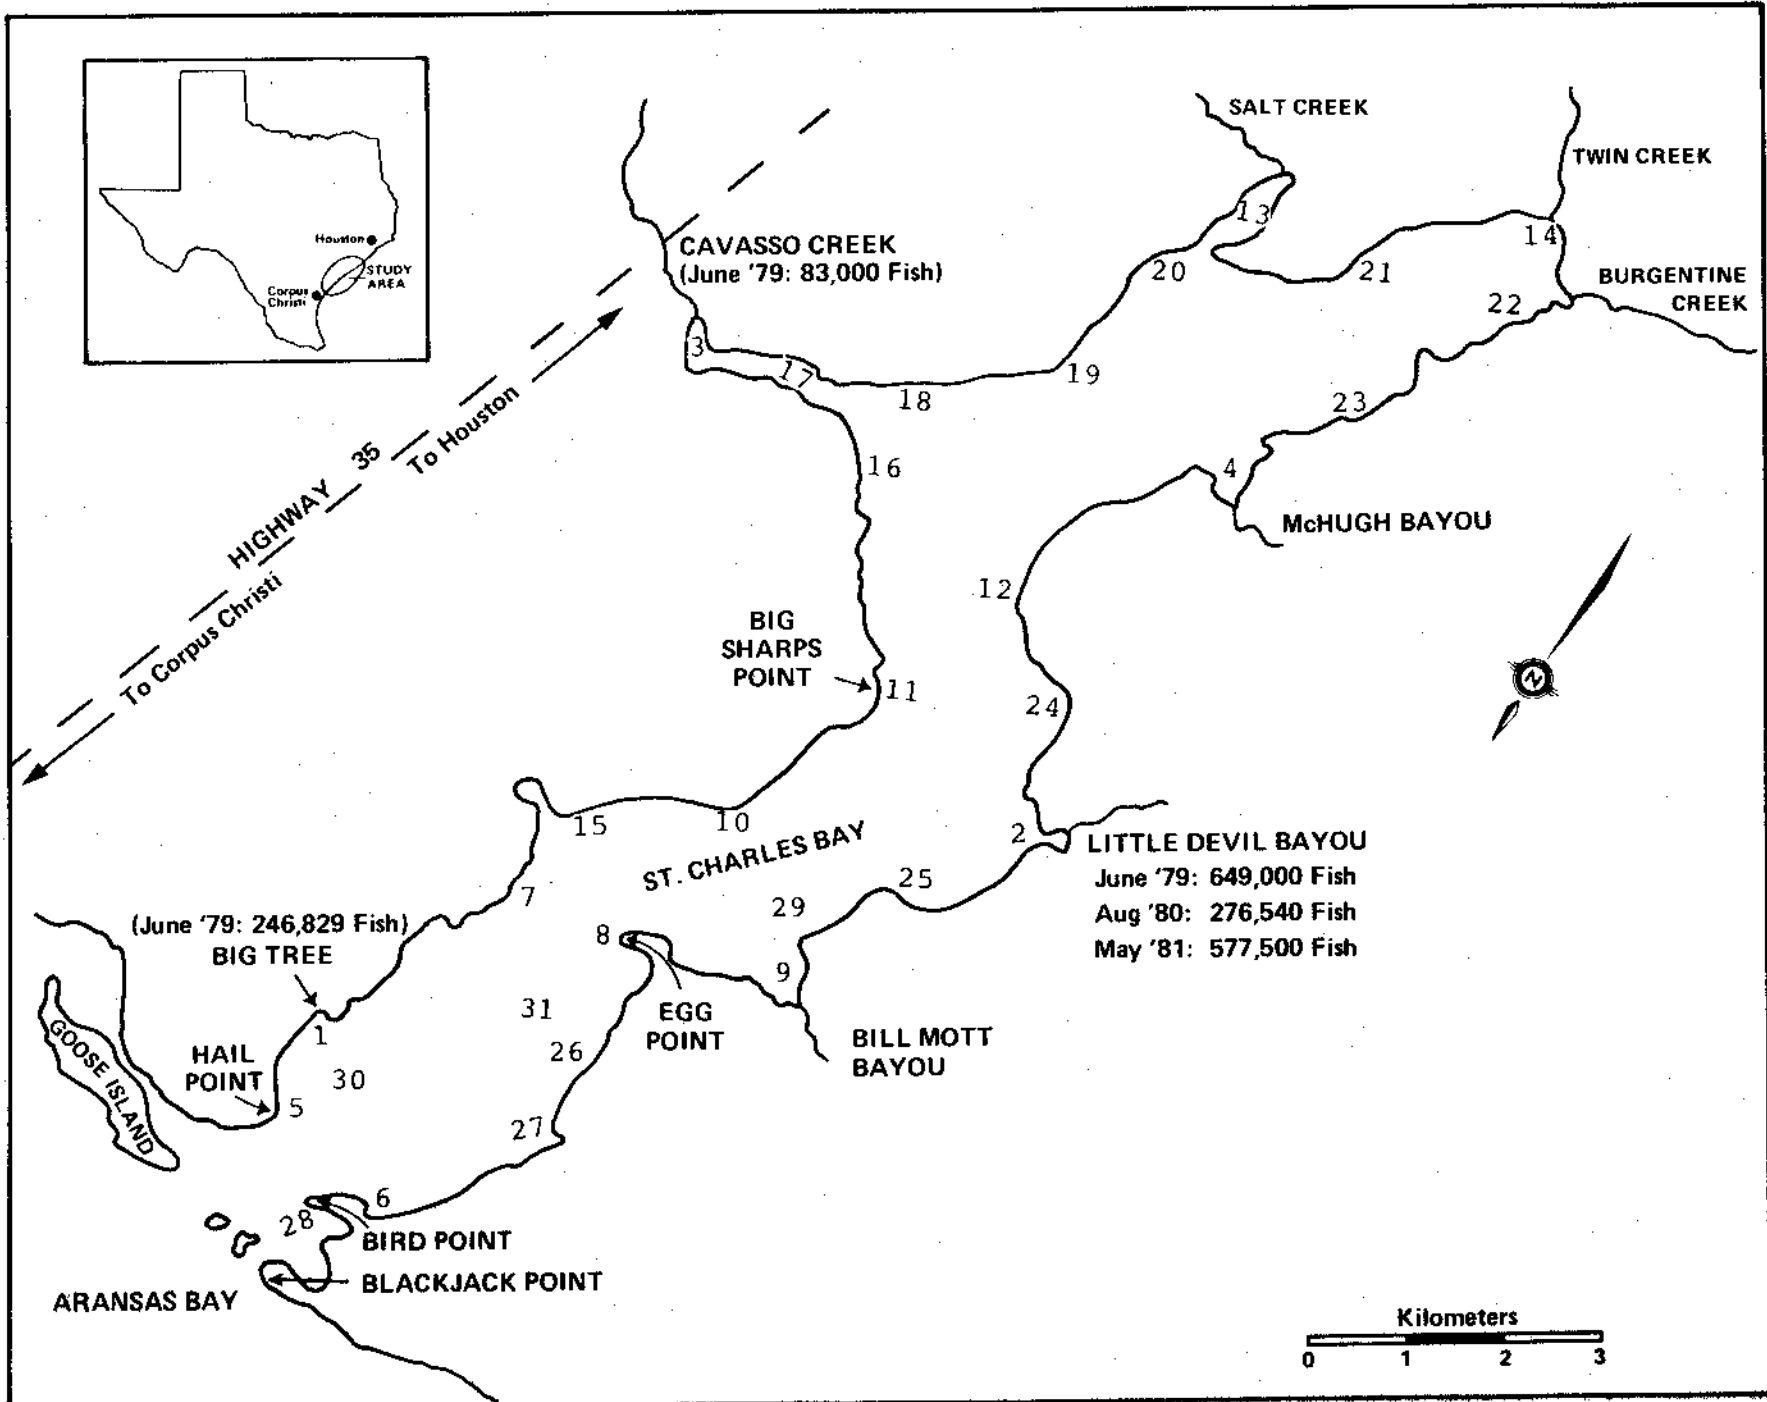 SALT CREEK
TWIN CREEK
Houston
STUDY
AREA
Corpus
Christi
13
14
CAVASSO CREEK
(June '79: 83,000 Fish)
20
21
BURGENTINE
CREEK
22
3
17
18
19
23
HIGHWAY 35
To Houston
16
4
McHUGH BAYOU
To Corpus Christi
12
BIG
SHARPS
POINT
11
24
N
15
10
2
LITTLE DEVIL BAYOU
June '79: 649,000 Fish
Aug '80: 276,540 Fish
May '81: 577,500 Fish
ST. CHARLES BAY
25
7
29
(June '79: 246,829 Fish)
BIG TREE
8
9
31
EGG
POINT
1
26
BILL MOTT
BAYOU
GOOSE ISLAND
HAIL
POINT
30
5
27
6
28
BIRD POINT
BLACKJACK POINT
ARANSAS BAY
Kilometers
0 1 2 3